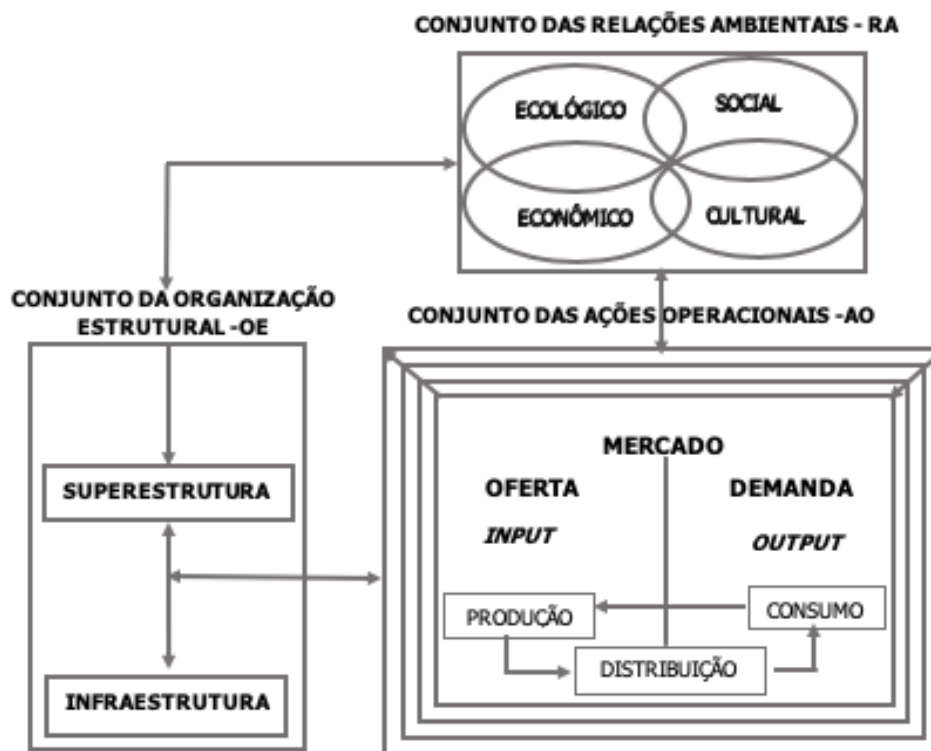 CONJUNTO DAS RELAÇÕES AMBIENTAIS - RA
ECOLÓGICO
SOCIAL
ECONÔMICO
CULTURAL
CONJUNTO DA ORGANIZAÇÃO
ESTRUTURAL -OE
SUPERESTRUTURA
INFRAESTRUTURA
CONJUNTO DAS AÇÕES OPERACIONAIS -AO
MERCADO
OFERTA
DEMANDA
INPUT
OUTPUT
PRODUÇÃO
CONSUMO
DISTRIBUIÇÃO